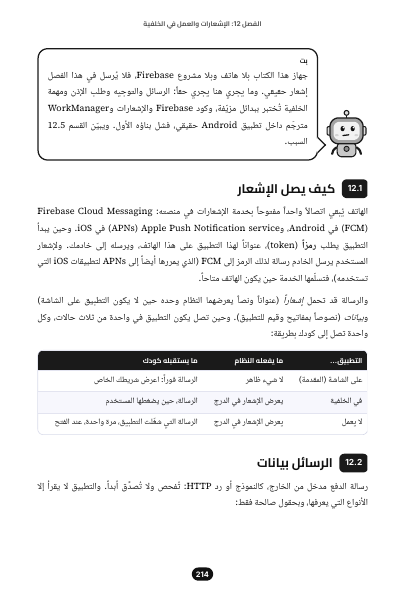 الفصل 12: الإشعارات والعمل في الخلفية
بِت
جهاز هذا الكتاب بلا هاتف وبلا مشروع Firebase، فلا يُرسل في هذا الفصل
إشعار حقيقي. وما يجري هنا يجري حقاً: الرسائل والتوجيه وطلب الإذن ومهمة
الخلفية تُختبر ببدائل مزيّفة، وكود Firebase والإشعارات وWorkManager
مترجَم داخل تطبيق Android حقيقي، فشل بناؤه الأول. ويبيّن القسم 12.5
السبب.
12.1 كيف يصل الإشعار
الهاتف يُبقي اتصالاً واحداً مفتوحاً بخدمة الإشعارات في منصته: Firebase Cloud Messaging
(FCM) في Android، وApple Push Notification service (APNs) في iOS. وحين يبدأ
التطبيق يطلب رمزاً (token)، عنواناً لهذا التطبيق على هذا الهاتف، ويرسله إلى خادمك. ولإشعار
المستخدم يرسل الخادم رسالة لذلك الرمز إلى FCM (الذي يمررها أيضاً إلى APNs لتطبيقات iOS التي
تستخدمه)، فتسلّمها الخدمة حين يكون الهاتف متاحاً.
والرسالة قد تحمل إشعاراً (عنواناً ونصاً يعرضهما النظام وحده حين لا يكون التطبيق على الشاشة)
وبيانات (نصوصاً بمفاتيح وقيم للتطبيق). وحين تصل يكون التطبيق في واحدة من ثلاث حالات، وكل
واحدة تصل إلى كودك بطريقة:
التطبيق... ما يفعله النظام ما يستقبله كودك
على الشاشة (المقدمة) لا شيء ظاهر الرسالة فوراً: اعرض شريطك الخاص
في الخلفية يعرض الإشعار في الدرج الرسالة، حين يضغطها المستخدم
لا يعمل يعرض الإشعار في الدرج الرسالة التي شغّلت التطبيق، مرة واحدة، عند الفتح
12.2 الرسائل بيانات
رسالة الدفع مدخل من الخارج، كالنموذج أو رد HTTP: تُفحص ولا تُصدَّق أبداً. والتطبيق لا يقرأ إلا
الأنواع التي يعرفها، وبحقول صالحة فقط:
214